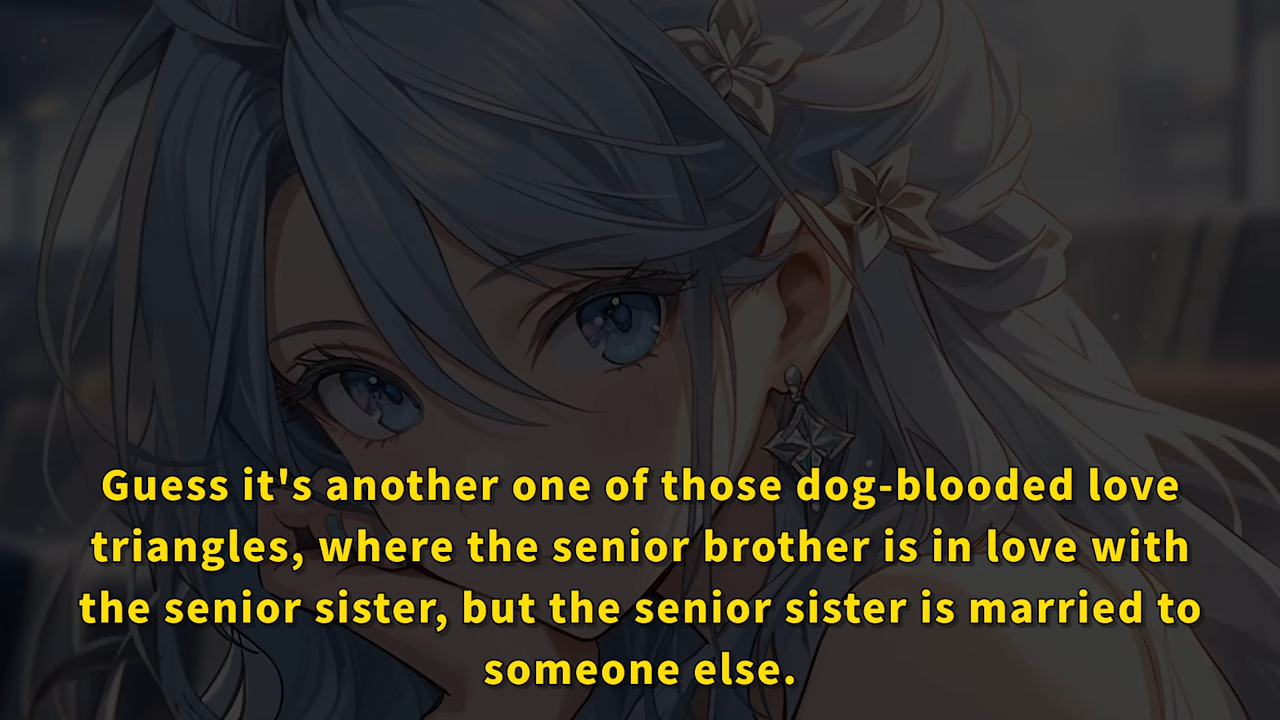 Guess it's another one of those dog-blooded love
triangles, where the senior brother is in love with
the senior sister, but the senior sister is married to
someone else.